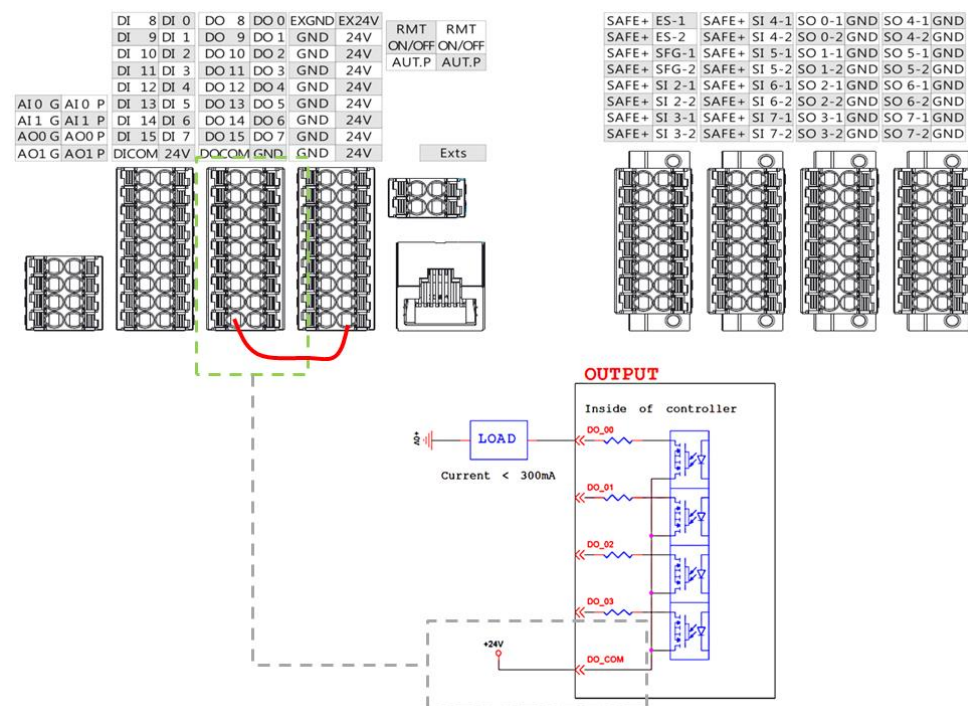 DI 8 DI 0 DO 8 DO 0 EXGND EX24V
DI 9 DI 1 DO 9 DO 1 GND 24V
DI 10 DI 2 DO 10 DO 2 GND 24V
DI 11 DI 3 DO 11 DO 3 GND 24V
DI 12 DI 4 DO 12 DO 4 GND 24V
AI0 G AI0 P DI 13 DI 5 DO 13 DO 5 GND 24V
AI1 G AI1 P DI 14 DI 6 DO 14 DO 6 GND 24V
AO0 G AO0 P DI 15 DI 7 DO 15 DO 7 GND 24V
AO1 G AO1 P DICOM 24V DOCOM GND GND 24V
RMT RMT
ON/OFF ON/OFF
AUT.P AUT.P
Exts
SAFE+ ES-1 SAFE+ SI 4-1 SO 0-1 GND SO 4-1 GND
SAFE+ ES-2 SAFE+ SI 4-2 SO 0-2 GND SO 4-2 GND
SAFE+ SFG-1 SAFE+ SI 5-1 SO 1-1 GND SO 5-1 GND
SAFE+ SFG-2 SAFE+ SI 5-2 SO 1-2 GND SO 5-2 GND
SAFE+ SI 2-1 SAFE+ SI 6-1 SO 2-1 GND SO 6-1 GND
SAFE+ SI 2-2 SAFE+ SI 6-2 SO 2-2 GND SO 6-2 GND
SAFE+ SI 3-1 SAFE+ SI 7-1 SO 3-1 GND SO 7-1 GND
SAFE+ SI 3-2 SAFE+ SI 7-2 SO 3-2 GND SO 7-2 GND
OUTPUT
Inside of controller
DO_00
LOAD
Current < 300mA
DO_01
DO_02
DO_03
+24V
DO_COM